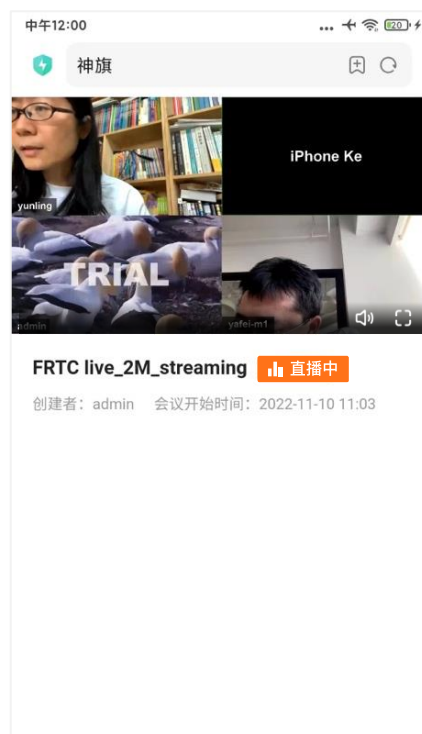 中午12:00
20
神旗
iPhone Ke
yunling
TRIAL
admin
yafei-m1
FRTC live_2M_streaming 直播中
创建者：admin 会议开始时间：2022-11-10 11:03